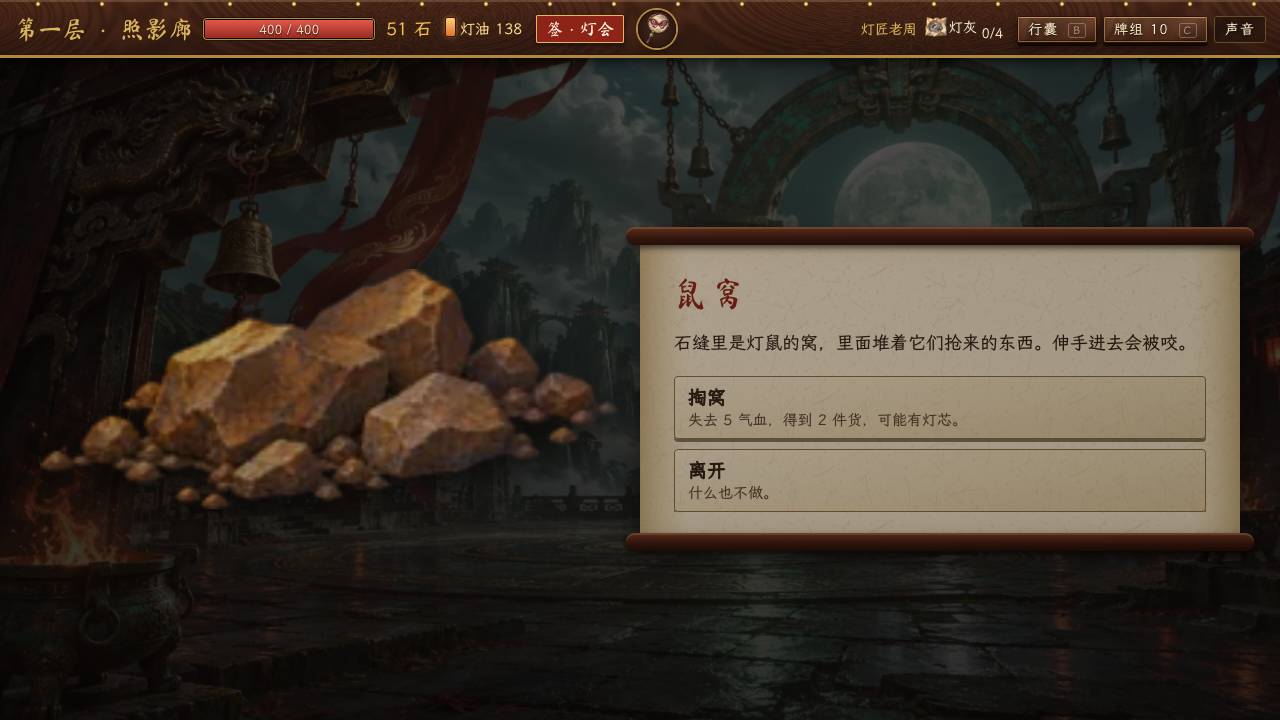 第一层 · 照影廊
400 / 400
51 石
灯油 138
签 · 灯会
灯匠老周
灯灰 0/4
行囊 B
牌组 10 C
声音
鼠窝
石缝里是灯鼠的窝，里面堆着它们抢来的东西。伸手进去会被咬。
掏窝
失去 5 气血，得到 2 件货，可能有灯芯。
离开
什么也不做。